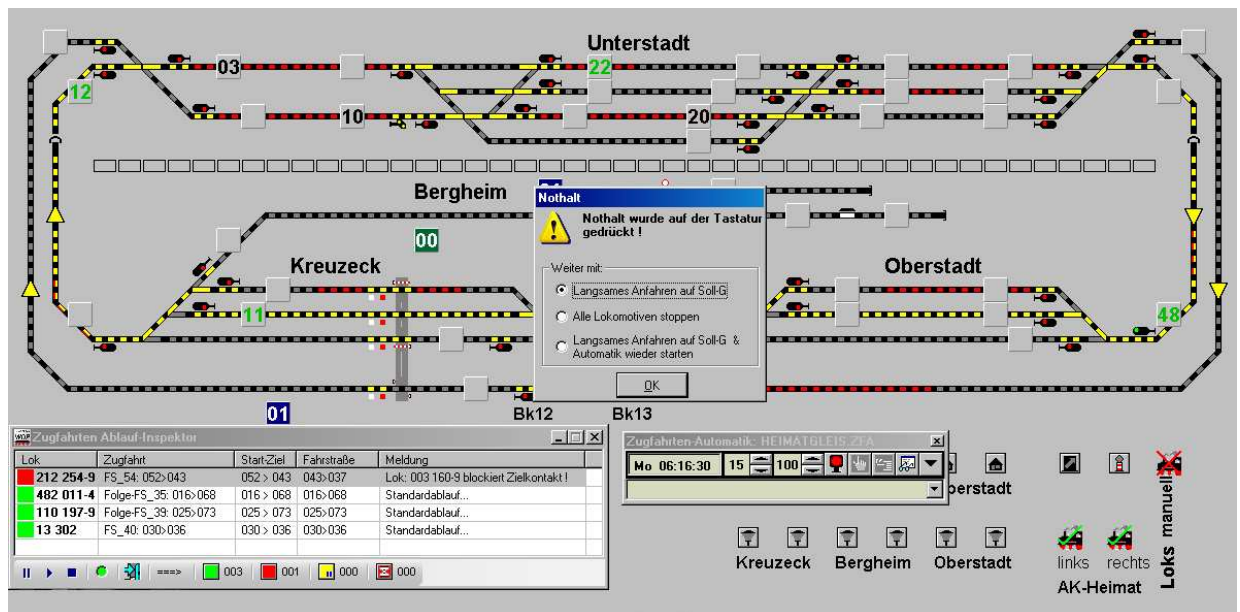 Unterstadt
03
22
12
10
20
Bergheim
00
Nothalt
Nothalt wurde auf der Tastatur
gedrückt !
Weiter mit:
Langsames Anfahren auf Soll-G
Alle Lokomotiven stoppen
Langsames Anfahren auf Soll-G &
Automatik wieder starten
OK
Kreuzeck
Oberstadt
11
48
01
Bk12
Bk13
Zugfahrten Ablauf-Inspektor
Lok Zugfahrt Start-Ziel Fahrstraße Meldung
212 254-9 FS_54: 052>043 052 > 043 043>037 Lok: 003 160-9 blockiert Zielkontakt !
482 011-4 Folge-FS_35: 016>068 016 > 068 016>068 Standardablauf...
110 197-9 Folge-FS_39: 025>073 025 > 073 025>073 Standardablauf...
13 302 FS_40: 030>036 030 > 036 030>036 Standardablauf...
===> 003 001 000 000
Zugfahrten-Automatik: HEIMATGLEIS.ZFA
Mo 06:16:30 15 100
berstadt
Kreuzeck Bergheim Oberstadt
links rechts
AK-Heimat
Loks manuell